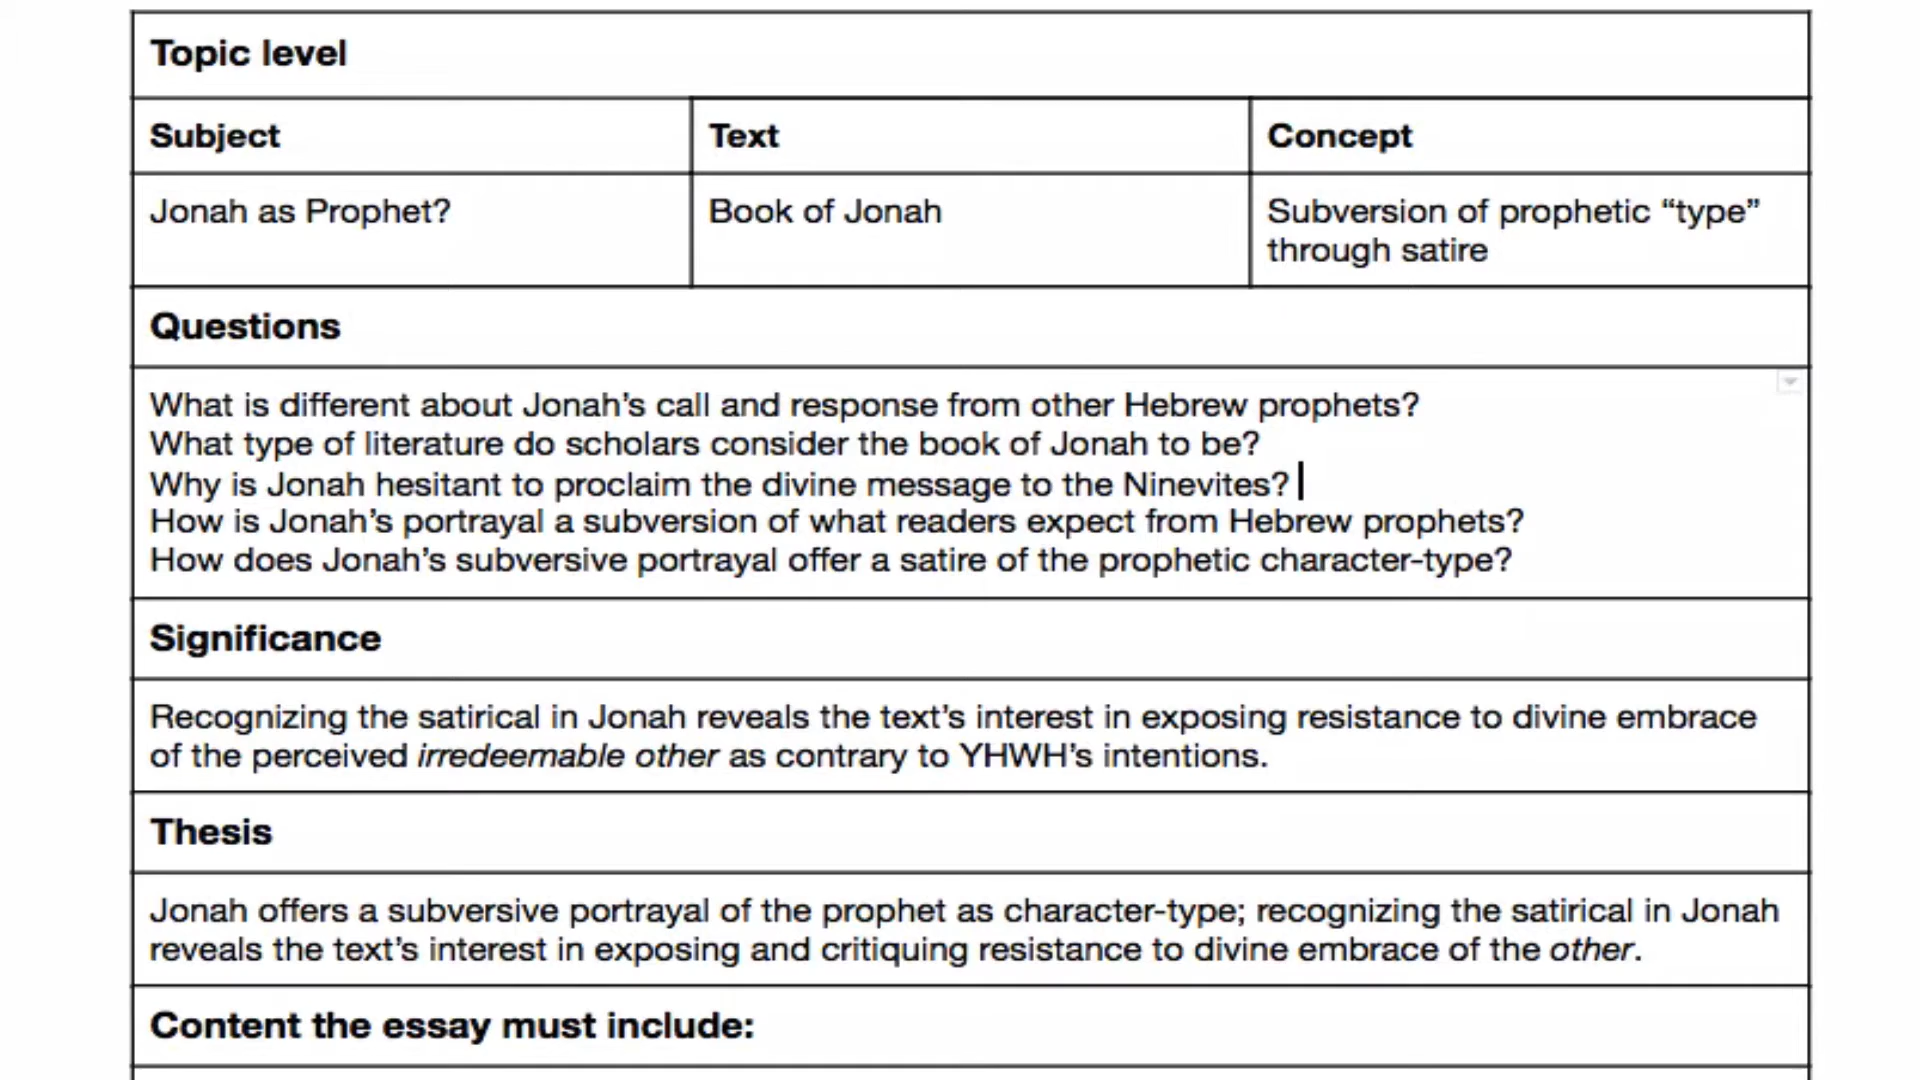 Topic level
Subject
Text
Concept
Jonah as Prophet?
Book of Jonah
Subversion of prophetic “type”
through satire
Questions
What is different about Jonah’s call and response from other Hebrew prophets?
What type of literature do scholars consider the book of Jonah to be?
Why is Jonah hesitant to proclaim the divine message to the Ninevites?
How is Jonah’s portrayal a subversion of what readers expect from Hebrew prophets?
How does Jonah’s subversive portrayal offer a satire of the prophetic character-type?
Significance
Recognizing the satirical in Jonah reveals the text’s interest in exposing resistance to divine embrace
of the perceived irredeemable other as contrary to YHWH’s intentions.
Thesis
Jonah offers a subversive portrayal of the prophet as character-type; recognizing the satirical in Jonah
reveals the text’s interest in exposing and critiquing resistance to divine embrace of the other.
Content the essay must include: